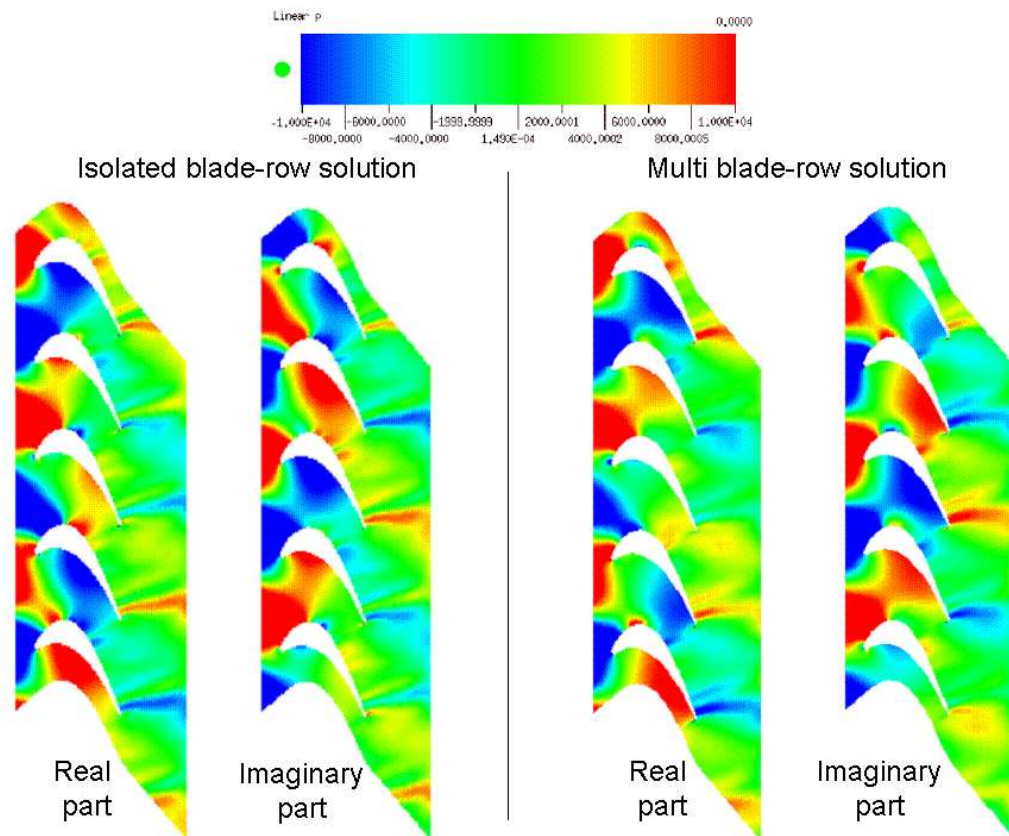 Linear p
0.0000
-1.000E+04 -6000.0000 -1999.9999 2000.0001 6000.0000 1.000E+04
-8000.0000 -4000.0000 1.490E-04 4000.0002 8000.0005
Isolated blade-row solution
Multi blade-row solution
Real
part
Imaginary
part
Real
part
Imaginary
part